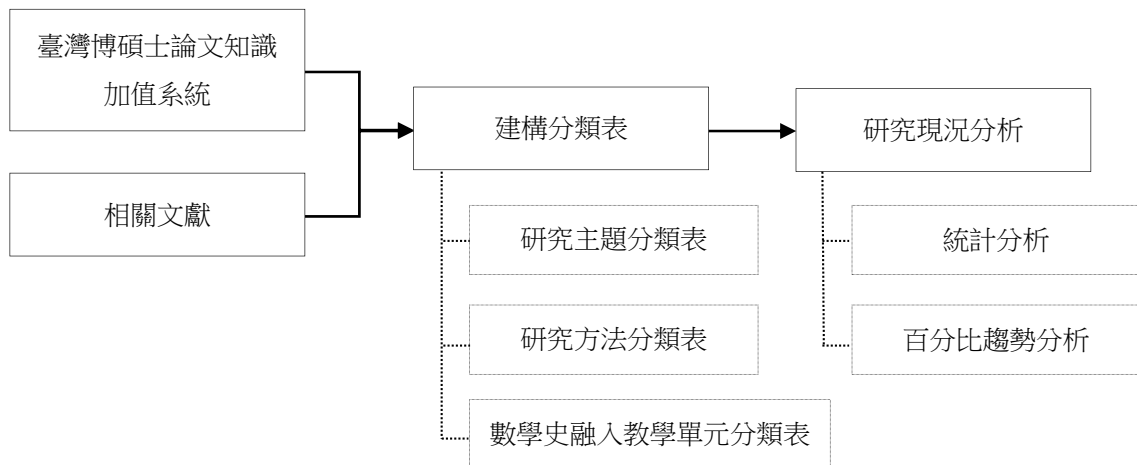 臺灣博碩士論文知識
加值系統
相關文獻
建構分類表
研究主題分類表
研究方法分類表
數學史融入教學單元分類表
研究現況分析
統計分析
百分比趨勢分析